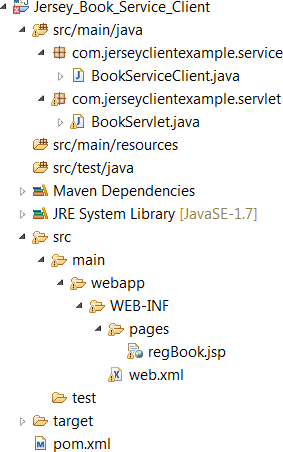 Jersey_Book_Service_Client
src/main/java
com.jerseyclientexample.service
BookServiceClient.java
com.jerseyclientexample.servlet
BookServlet.java
src/main/resources
src/test/java
Maven Dependencies
JRE System Library [JavaSE-1.7]
src
main
webapp
WEB-INF
pages
regBook.jsp
web.xml
test
target
pom.xml